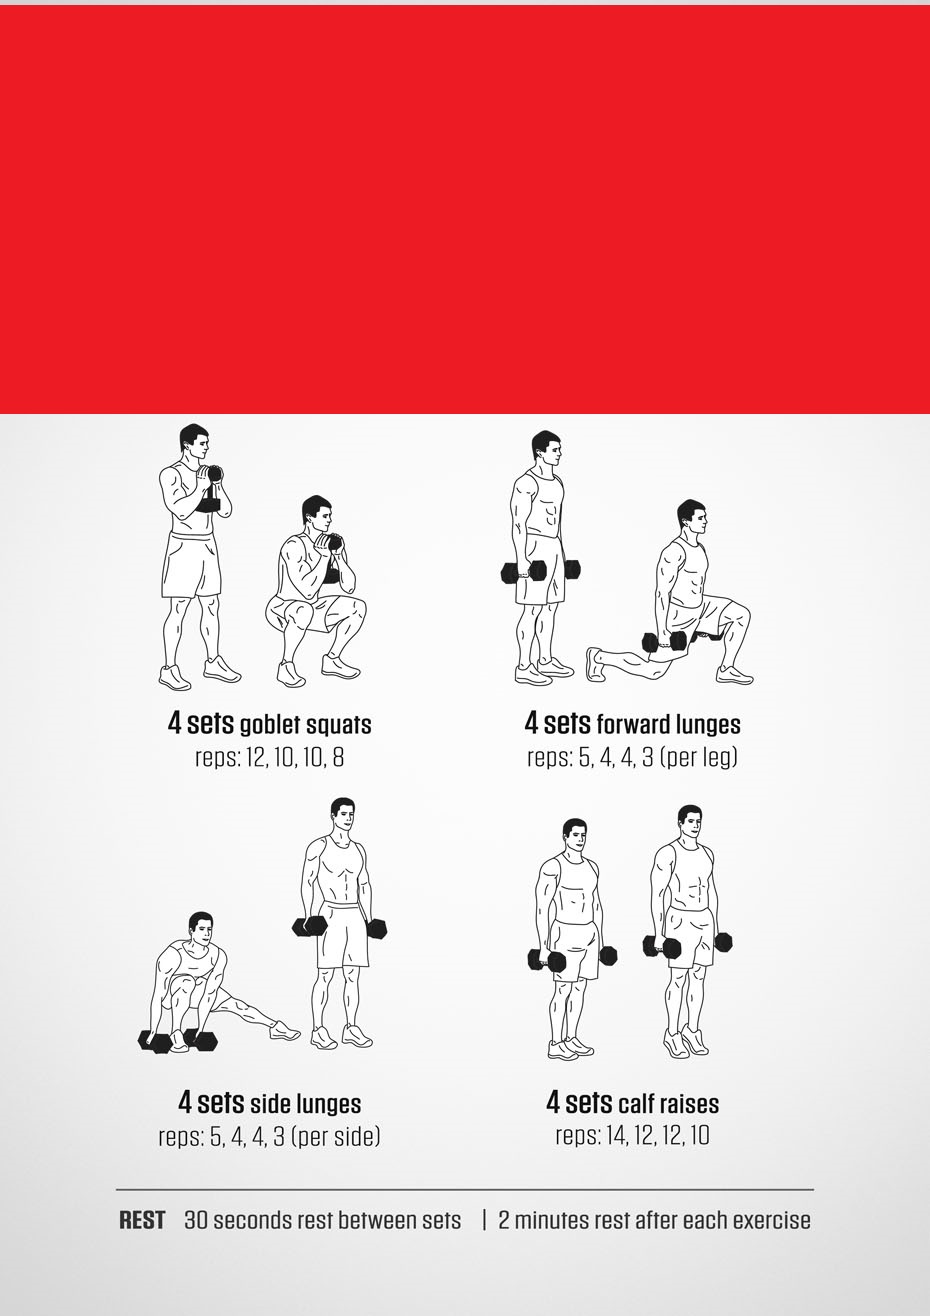 4 sets goblet squats
reps: 12, 10, 10, 8
4 sets forward lunges
reps: 5, 4, 4, 3 (per leg)
4 sets side lunges
reps: 5, 4, 4, 3 (per side)
4 sets calf raises
reps: 14, 12, 12, 10
REST 30 seconds rest between sets | 2 minutes rest after each exercise